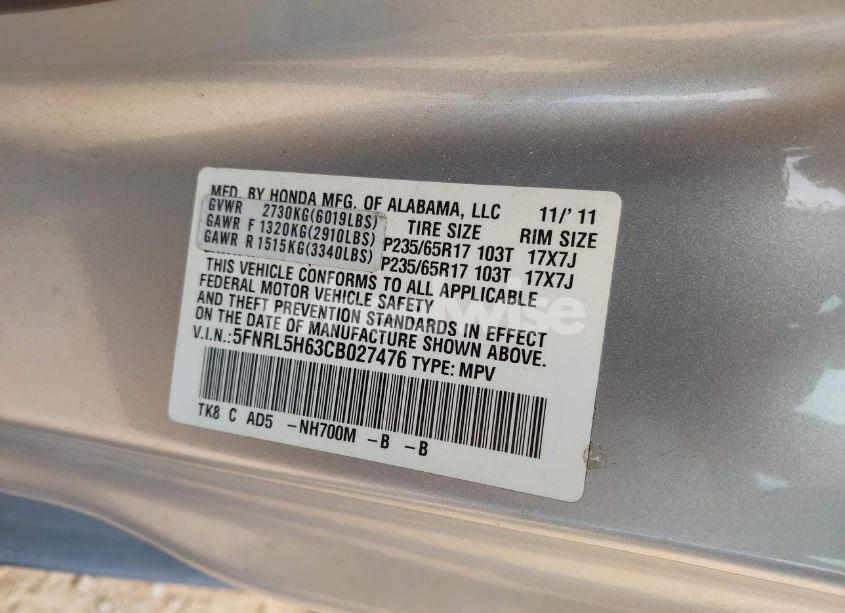 MFD. BY HONDA MFG. OF ALABAMA, LLC 11/'11
GVWR 2730KG(6019LBS) TIRE SIZE RIM SIZE
GAWR F 1320KG(2910LBS) P235/65R17 103T 17X7J
GAWR R 1515KG(3340LBS) P235/65R17 103T 17X7J
THIS VEHICLE CONFORMS TO ALL APPLICABLE
FEDERAL MOTOR VEHICLE SAFETY
AND THEFT PREVENTION STANDARDS IN EFFECT
ON THE DATE OF MANUFACTURE SHOWN ABOVE.
V.I.N.:5FNRL5H63CB027476 TYPE: MPV
TK8 C AD5 -NH700M -B -B